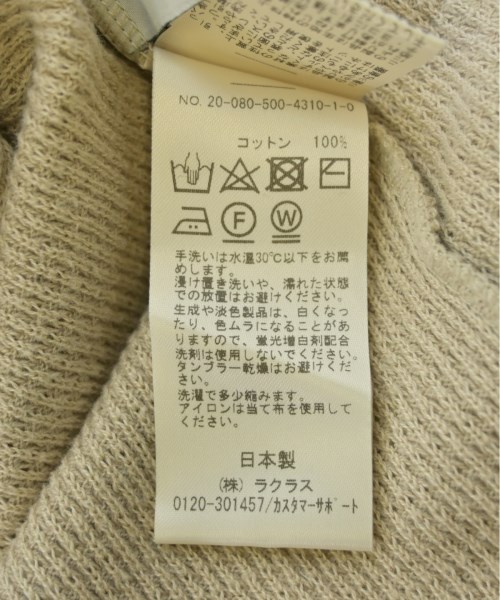 NO. 20-080-500-4310-1-0
コットン 100%
F
W
手洗いは水温30℃以下をお薦
めします。
浸け置き洗いや、濡れた状態
での放置はお避けください。
生成や淡色製品は、白くなっ
たり、色ムラになることがあ
りますので、蛍光増白剤配合
洗剤は使用しないでください。
タンブラー乾燥はお避けくださ
い。
洗濯で多少縮みます。
アイロンは当て布を使用して
ください。
日本製
(株) ラクラス
0120-301457/カスタマーサポート